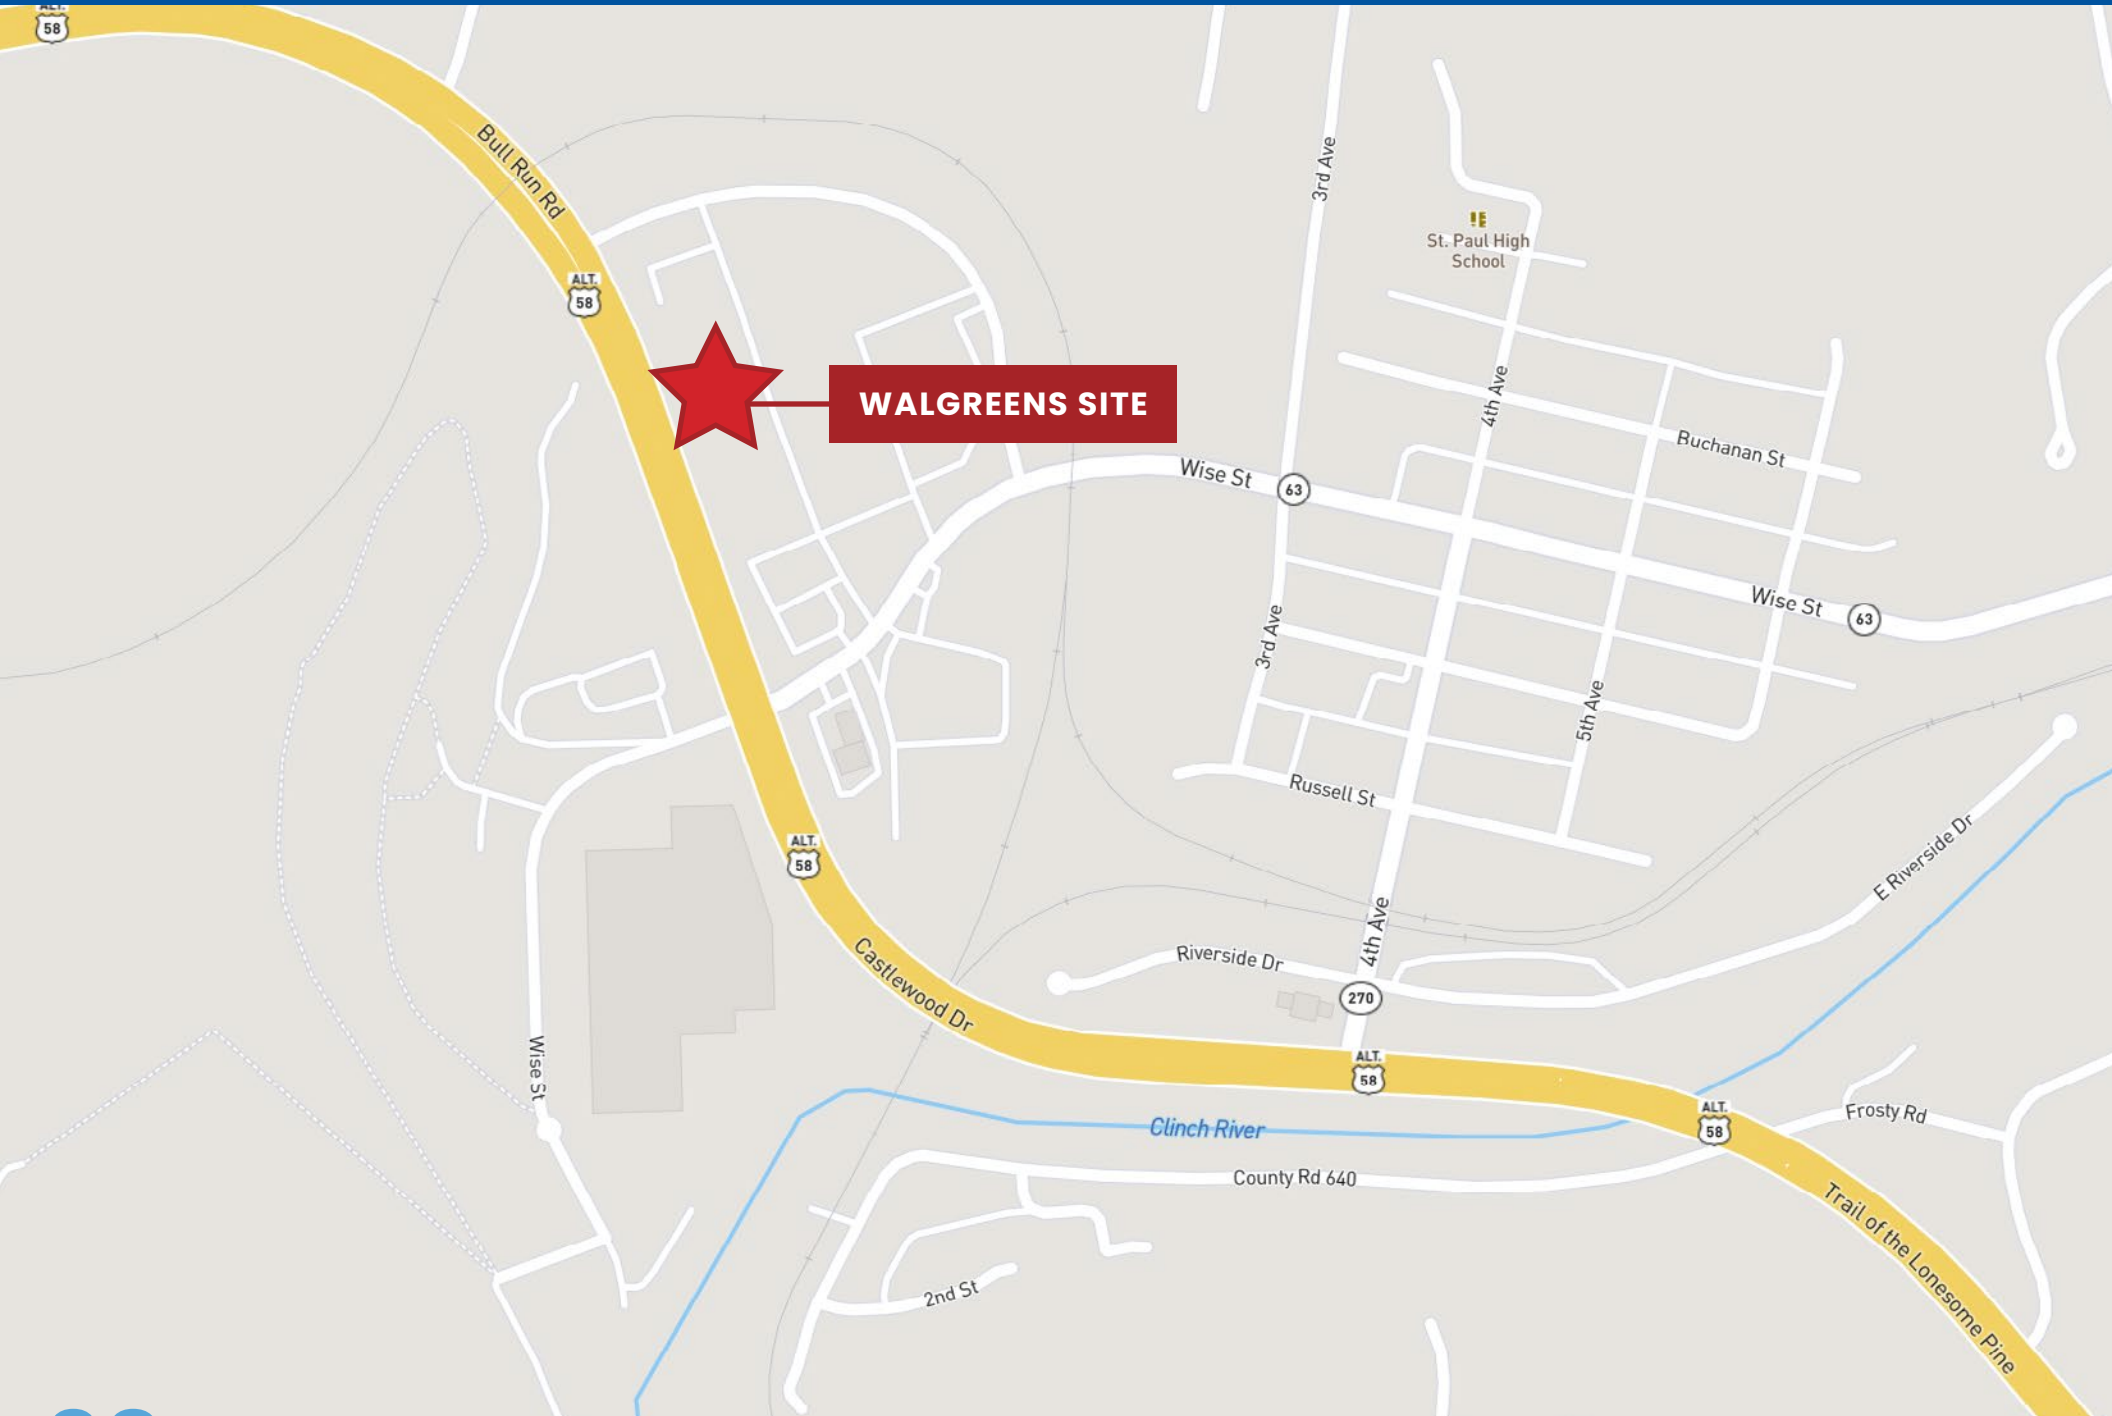 ALT.
58
Bull Run Rd
3rd Ave
St. Paul High
School
ALT.
58
WALGREENS SITE
4th Ave
Buchanan St
Wise St
63
Wise St
63
3rd Ave
5th Ave
Russell St
ALT.
58
E Riverside Dr
4th Ave
Castlewood Dr
Riverside Dr
270
Wise St
ALT.
58
ALT.
58
Frosty Rd
Clinch River
County Rd 640
Trail of the Lonesome Pine
2nd St